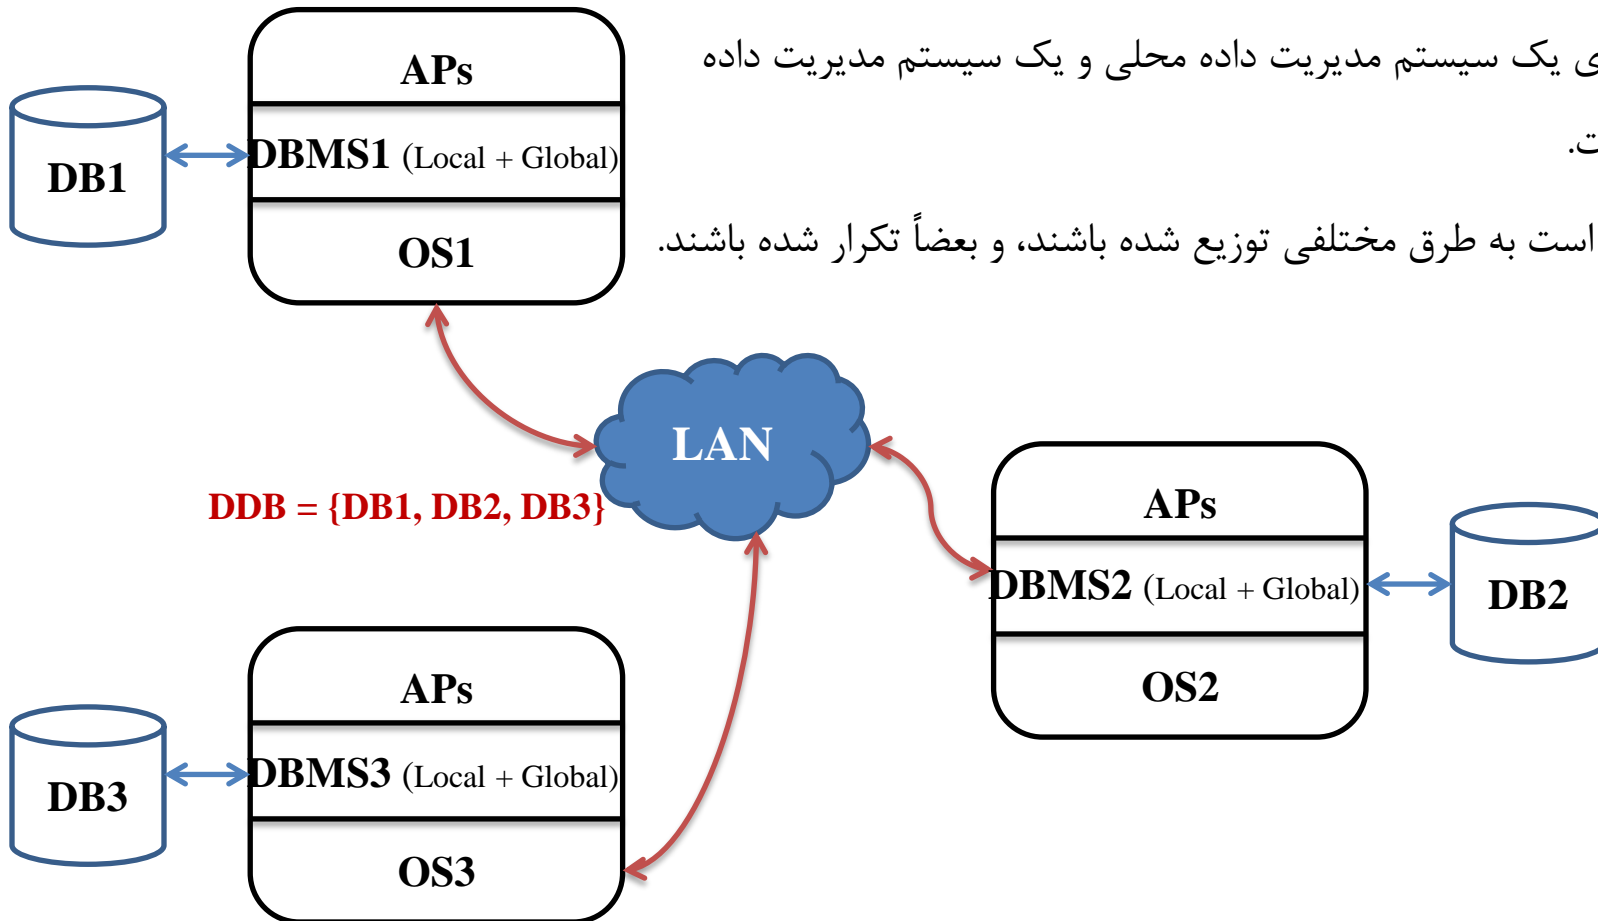 ی یک سیستم مدیریت داده محلی و یک سیستم مدیریت داده
ت.
است به طرق مختلفی توزیع شده باشند، و بعضاً تکرار شده باشند.
APs
DB1
DBMS1 (Local + Global)
OS1
LAN
DDB = {DB1, DB2, DB3}
APs
DBMS2 (Local + Global)
DB2
OS2
APs
DB3
DBMS3 (Local + Global)
OS3